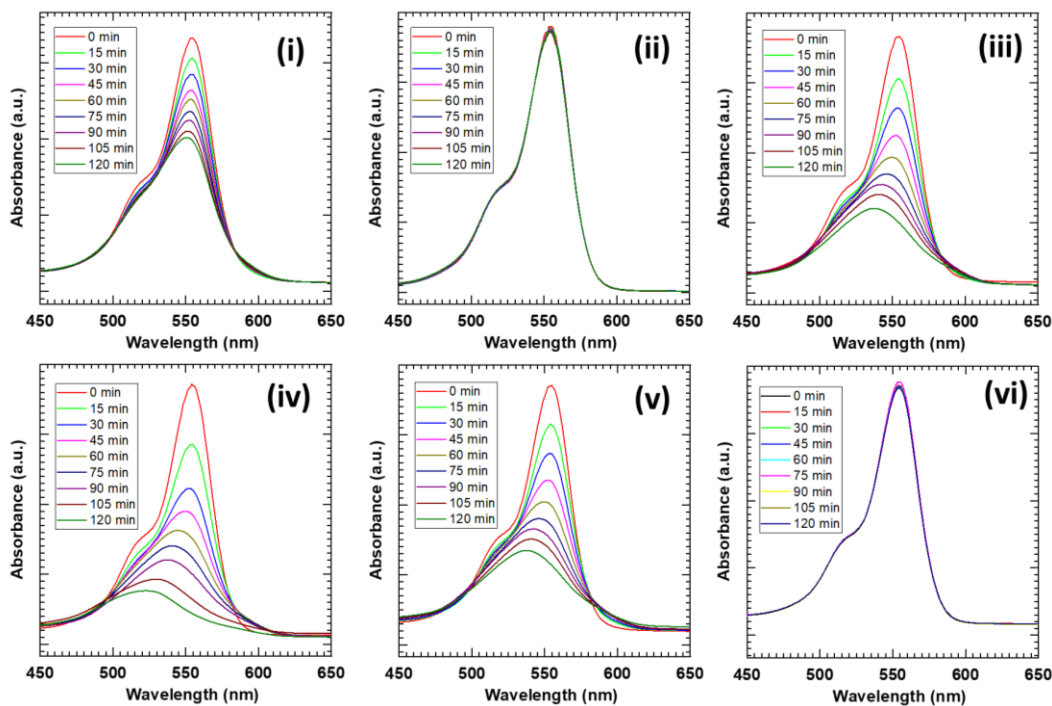 (i)
0 min
15 min
30 min
45 min
60 min
75 min
90 min
105 min
120 min
Absorbance (a.u.)
450 500 550 600 650
Wavelength (nm)
(ii)
0 min
15 min
30 min
45 min
60 min
75 min
90 min
105 min
120 min
Absorbance (a.u.)
450 500 550 600 650
Wavelength (nm)
(iii)
0 min
15 min
30 min
45 min
60 min
75 min
90 min
105 min
120 min
Absorbance (a.u.)
450 500 550 600 650
Wavelength (nm)
(iv)
0 min
15 min
30 min
45 min
60 min
75 min
90 min
105 min
120 min
Absorbance (a.u.)
450 500 550 600 650
Wavelength (nm)
(v)
0 min
15 min
30 min
45 min
60 min
75 min
90 min
105 min
120 min
Absorbance (a.u.)
450 500 550 600 650
Wavelength (nm)
(vi)
0 min
15 min
30 min
45 min
60 min
75 min
90 min
105 min
120 min
Absorbance (a.u.)
450 500 550 600 650
Wavelength (nm)